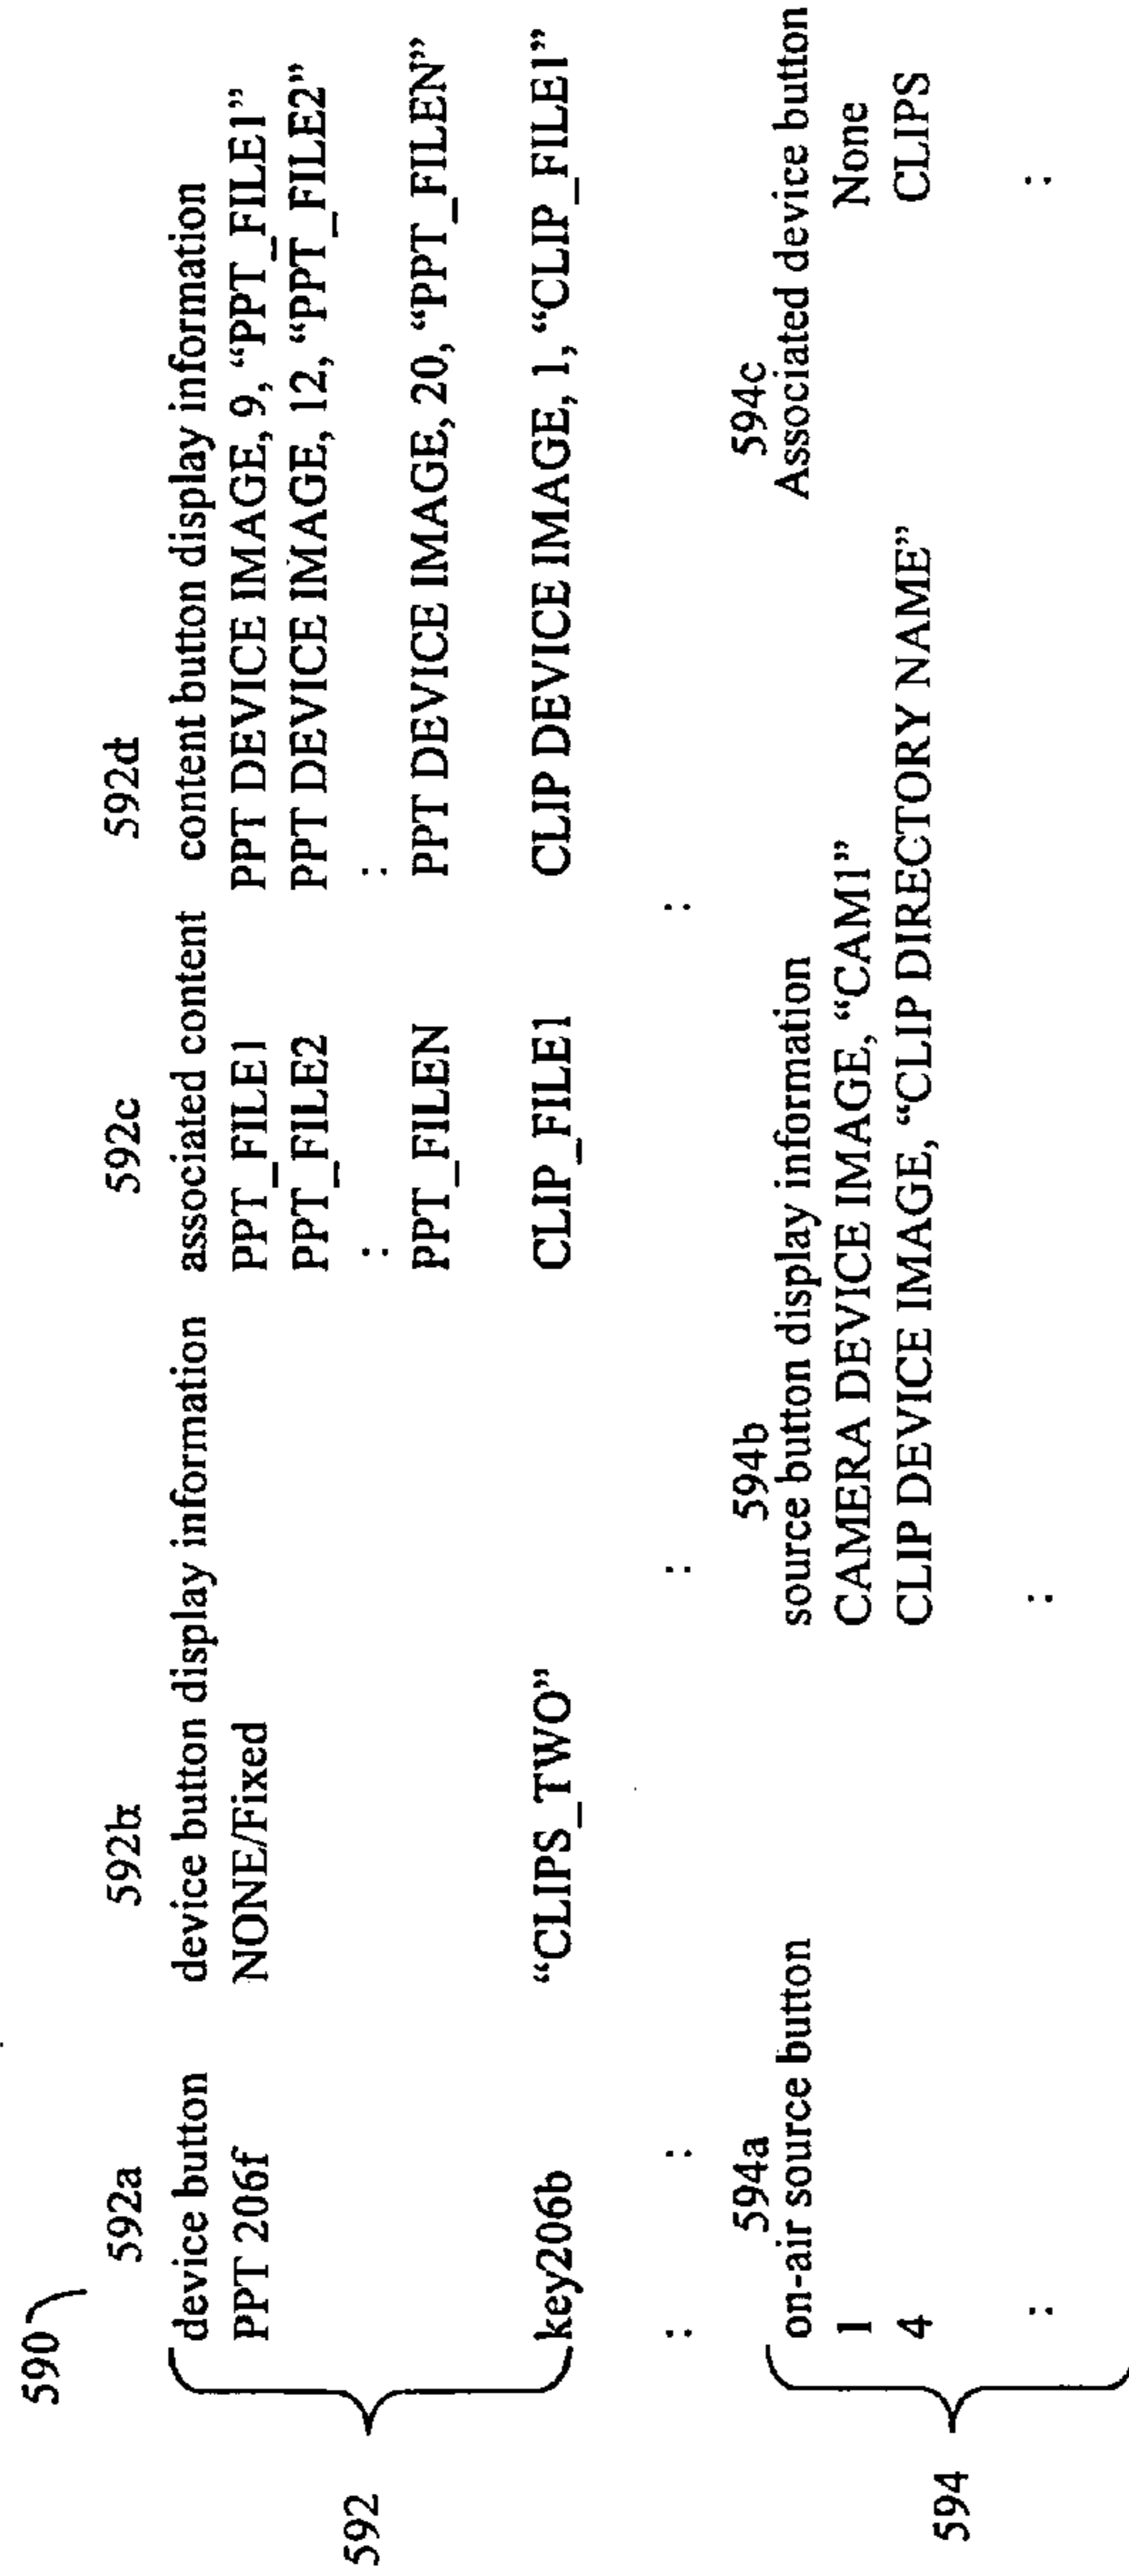 590
592a 592b 592c 592d
device button device button display information associated content content button display information
PPT 206f NONE/Fixed PPT_FILE1 PPT DEVICE IMAGE, 9, “PPT_FILE1”
PPT_FILE2 PPT DEVICE IMAGE, 12, “PPT_FILE2”
: :
PPT_FILEN PPT DEVICE IMAGE, 20, “PPT_FILEN”
592
key206b “CLIPS_TWO” CLIP_FILE1 CLIP DEVICE IMAGE, 1, “CLIP_FILE1”
: : : :
594a 594b 594c
on-air source button source button display information Associated device button
1 CAMERA DEVICE IMAGE, “CAM1” None
4 CLIP DEVICE IMAGE, “CLIP DIRECTORY NAME” CLIPS
594
: : :